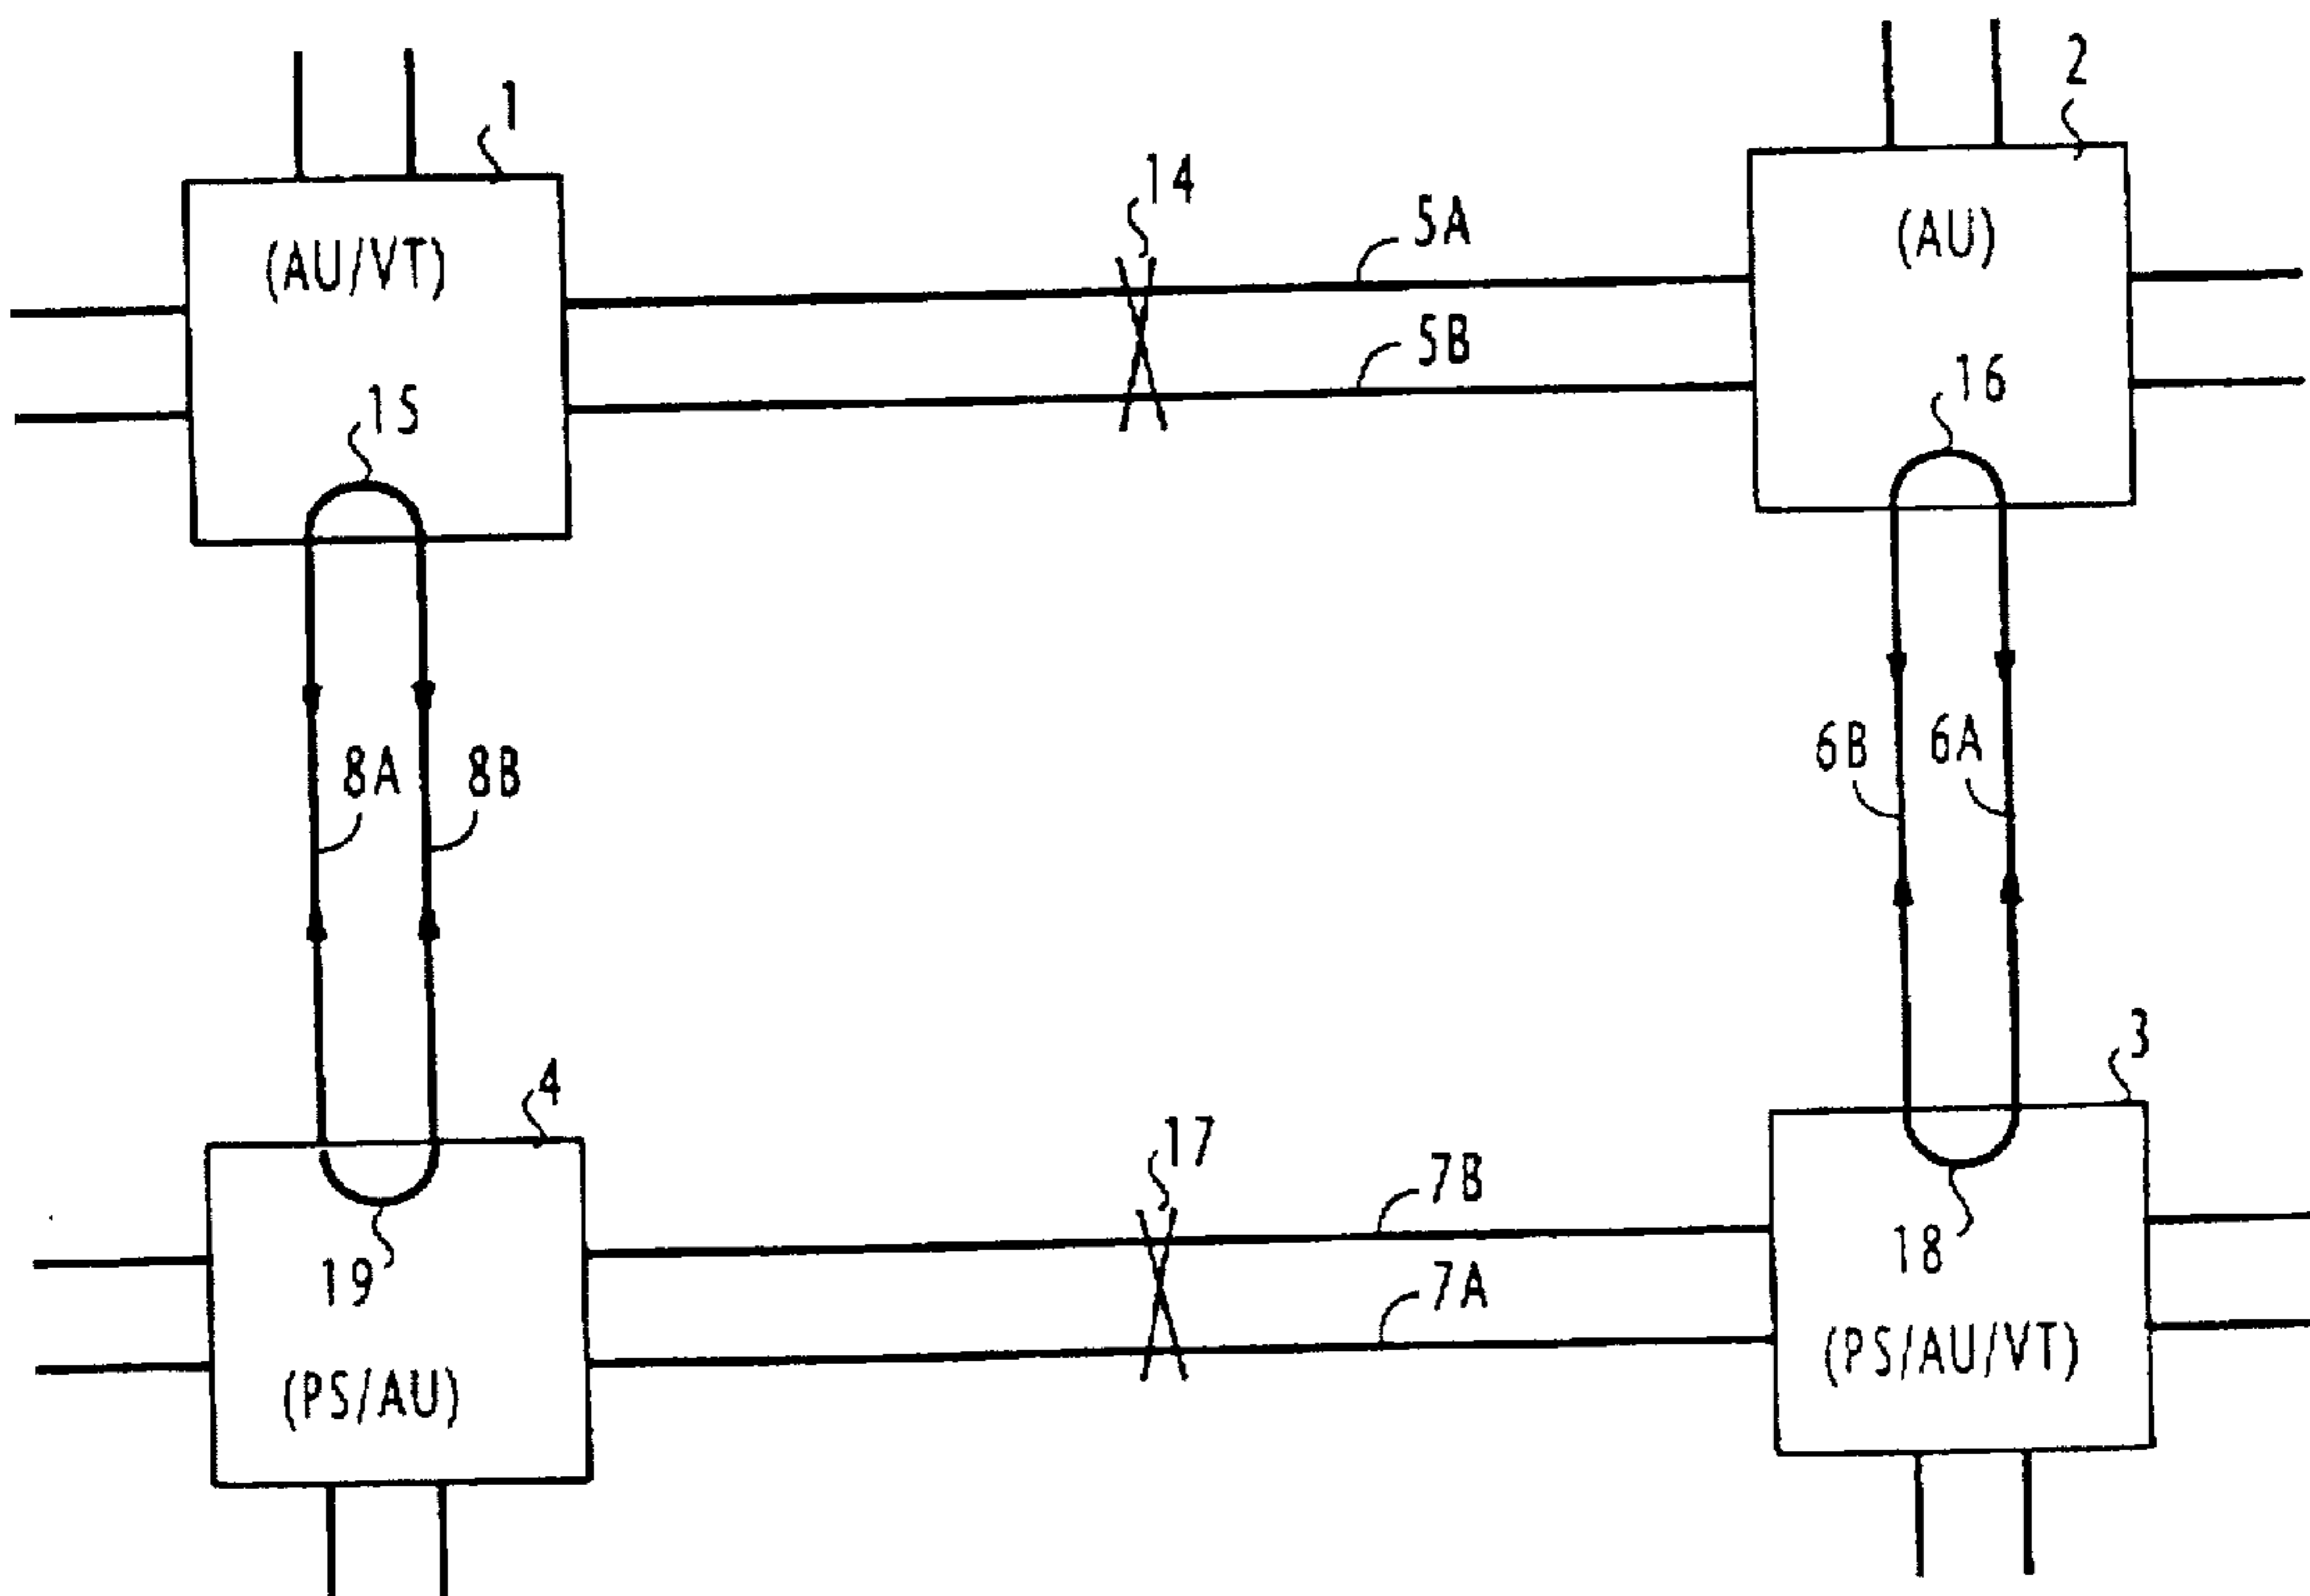 1
2
14
5A
(AU)
(AU/VT)
5B
16
15
6B
6A
8A
8B
3
4
17
7B
18
19
7A
(PS/AU/VT)
(PS/AU)